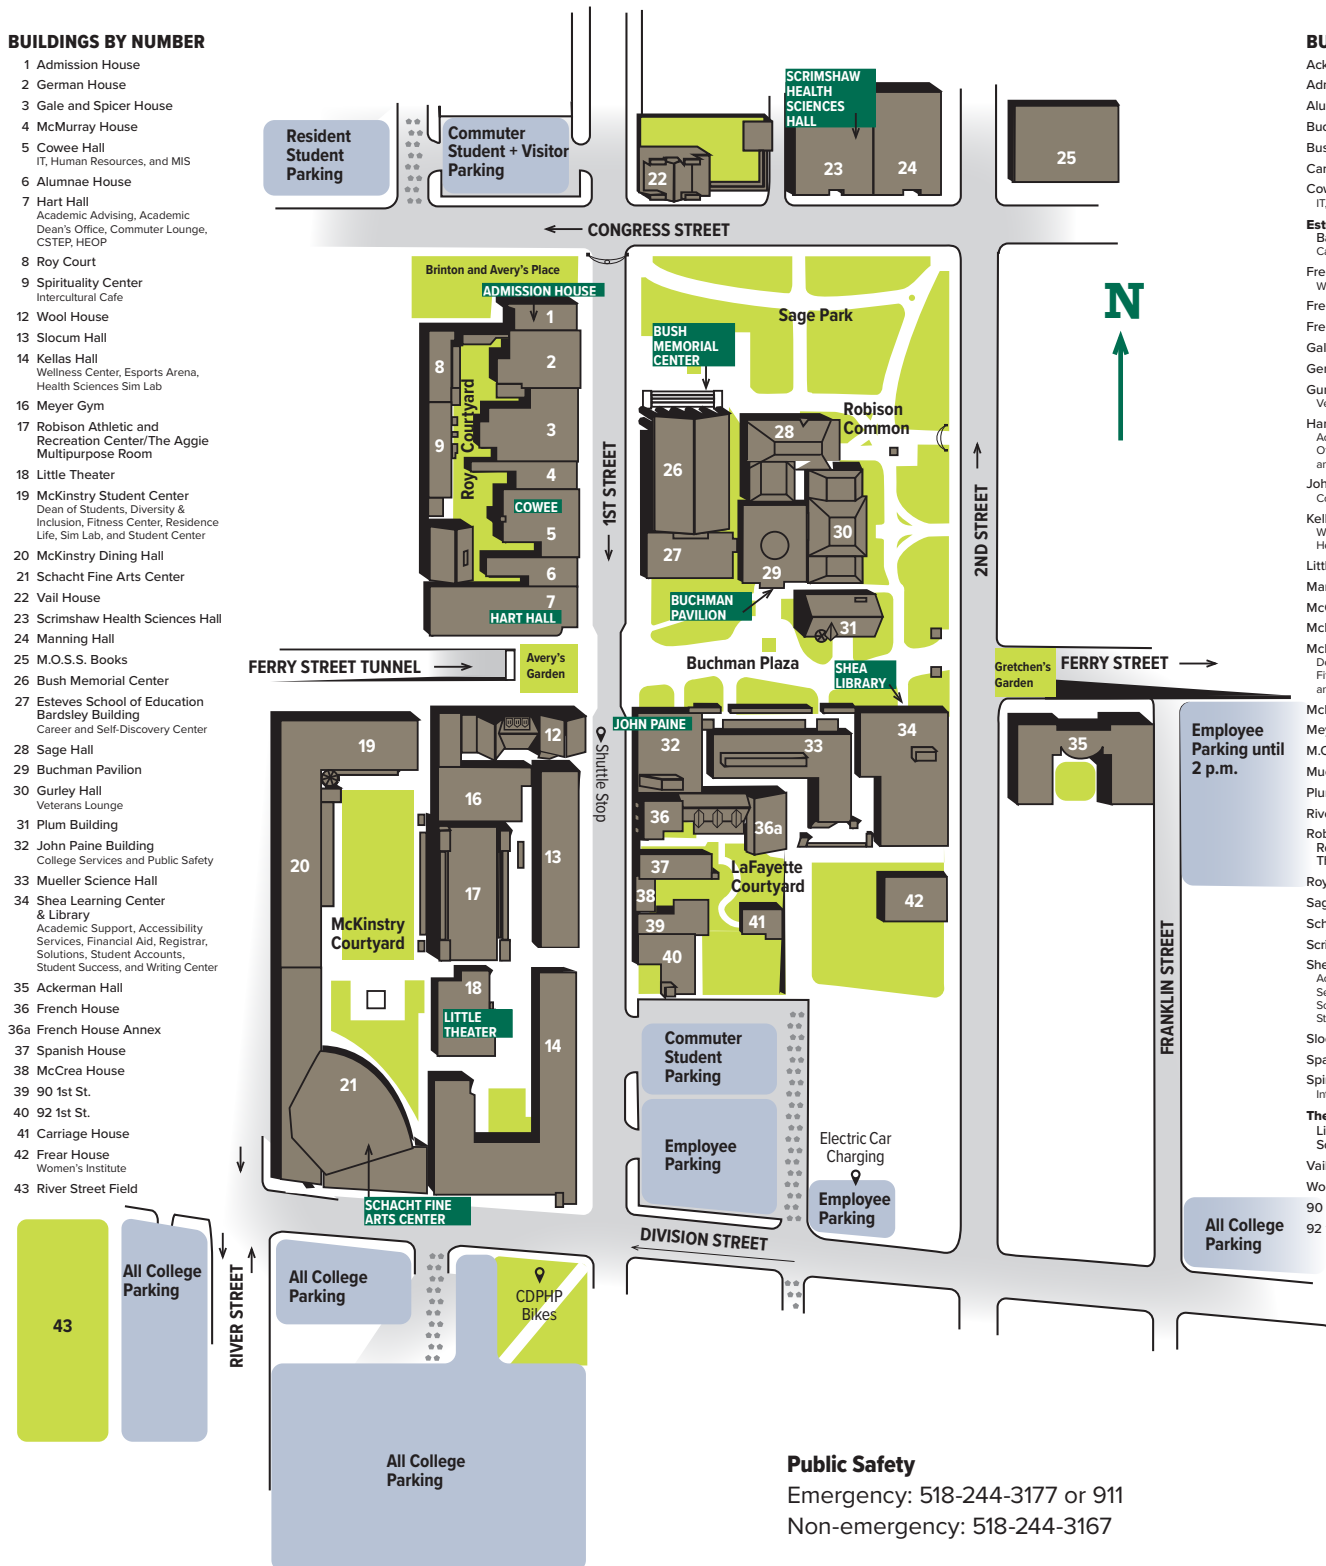 BUILDINGS BY NUMBER
1 Admission House
2 German House
3 Gale and Spicer House
4 McMurray House
5 Cowee Hall
IT, Human Resources, and MIS
6 Alumnae House
7 Hart Hall
Academic Advising, Academic
Dean's Office, Commuter Lounge,
CSTEP, HEOP
8 Roy Court
9 Spirituality Center
Intercultural Cafe
12 Wool House
13 Slocum Hall
14 Kellas Hall
Wellness Center, Esports Arena,
Health Sciences Sim Lab
16 Meyer Gym
17 Robison Athletic and
Recreation Center/The Aggie
Multipurpose Room
18 Little Theater
19 McKinstry Student Center
Dean of Students, Diversity &
Inclusion, Fitness Center, Residence
Life, Sim Lab, and Student Center
20 McKinstry Dining Hall
21 Schacht Fine Arts Center
22 Vail House
23 Scrimshaw Health Sciences Hall
24 Manning Hall
25 M.O.S.S. Books
26 Bush Memorial Center
27 Esteves School of Education
Bardsley Building
Career and Self-Discovery Center
28 Sage Hall
29 Buchman Pavilion
30 Gurley Hall
Veterans Lounge
31 Plum Building
32 John Paine Building
College Services and Public Safety
33 Mueller Science Hall
34 Shea Learning Center
& Library
Academic Support, Accessibility
Services, Financial Aid, Registrar,
Solutions, Student Accounts,
Student Success, and Writing Center
35 Ackerman Hall
36 French House
36a French House Annex
37 Spanish House
38 McCrea House
39 90 1st St.
40 92 1st St.
41 Carriage House
42 Frear House
Women's Institute
43 River Street Field
Resident
Student
Parking
Commuter
Student + Visitor
Parking
SCRIMSHAW
HEALTH
SCIENCES
HALL
22
23
24
25
CONGRESS STREET
Brinton and Avery's Place
ADMISSION HOUSE
1
2
3
4
COWEE
5
6
7
HART HALL
8
9
Roy Courtyard
1ST STREET
2ND STREET
Sage Park
BUSH
MEMORIAL
CENTER
Robison
Common
N
26
27
28
29
30
31
BUCHMAN
PAVILION
Buchman Plaza
SHEA
LIBRARY
FERRY STREET TUNNEL
Avery's
Garden
Gretchen's
Garden
FERRY STREET
JOHN PAINE
Shuttle Stop
12
13
14
16
17
18
19
20
21
LITTLE
THEATER
McKinstry
Courtyard
SCHACHT FINE
ARTS CENTER
32
33
34
35
36
36a
37
38
39
40
41
42
LaFayette
Courtyard
Employee
Parking until
2 p.m.
FRANKLIN STREET
Commuter
Student
Parking
Employee
Parking
Electric Car
Charging
Employee
Parking
DIVISION STREET
All College
Parking
43
All College
Parking
RIVER STREET
All College
Parking
CDPHP
Bikes
All College
Parking
Public Safety
Emergency: 518-244-3177 or 911
Non-emergency: 518-244-3167
90
92